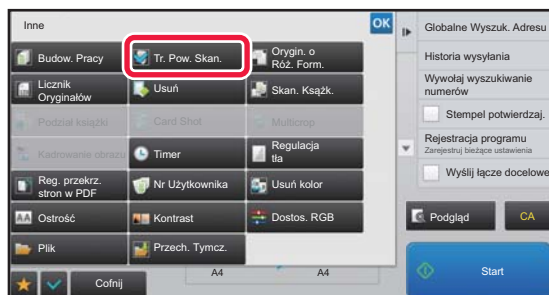 Inne
OK
Budow. Pracy
Tr. Pow. Skan.
Orygin. o
Róż. Form.
Licznik
Oryginałów
Usuń
Skan. Książk.
Podział książki
Card Shot
Multicrop
Kadrowanie obrazu
Timer
Regulacja
tła
Reg. przekrz.
stron w PDF
Nr Użytkownika
Usuń kolor
AA Ostrość
Kontrast
Dostos. RGB
Plik
Przech. Tymcz.
Cofnij
A4
A4
Globalne Wyszuk. Adresu
Historia wysyłania
Wywołaj wyszukiwanie
numerów
Stempel potwierdzaj.
Rejestracja programu
Zarejestruj bieżące ustawienia
Wyślij łącze docelowe
Podgląd
CA
Start